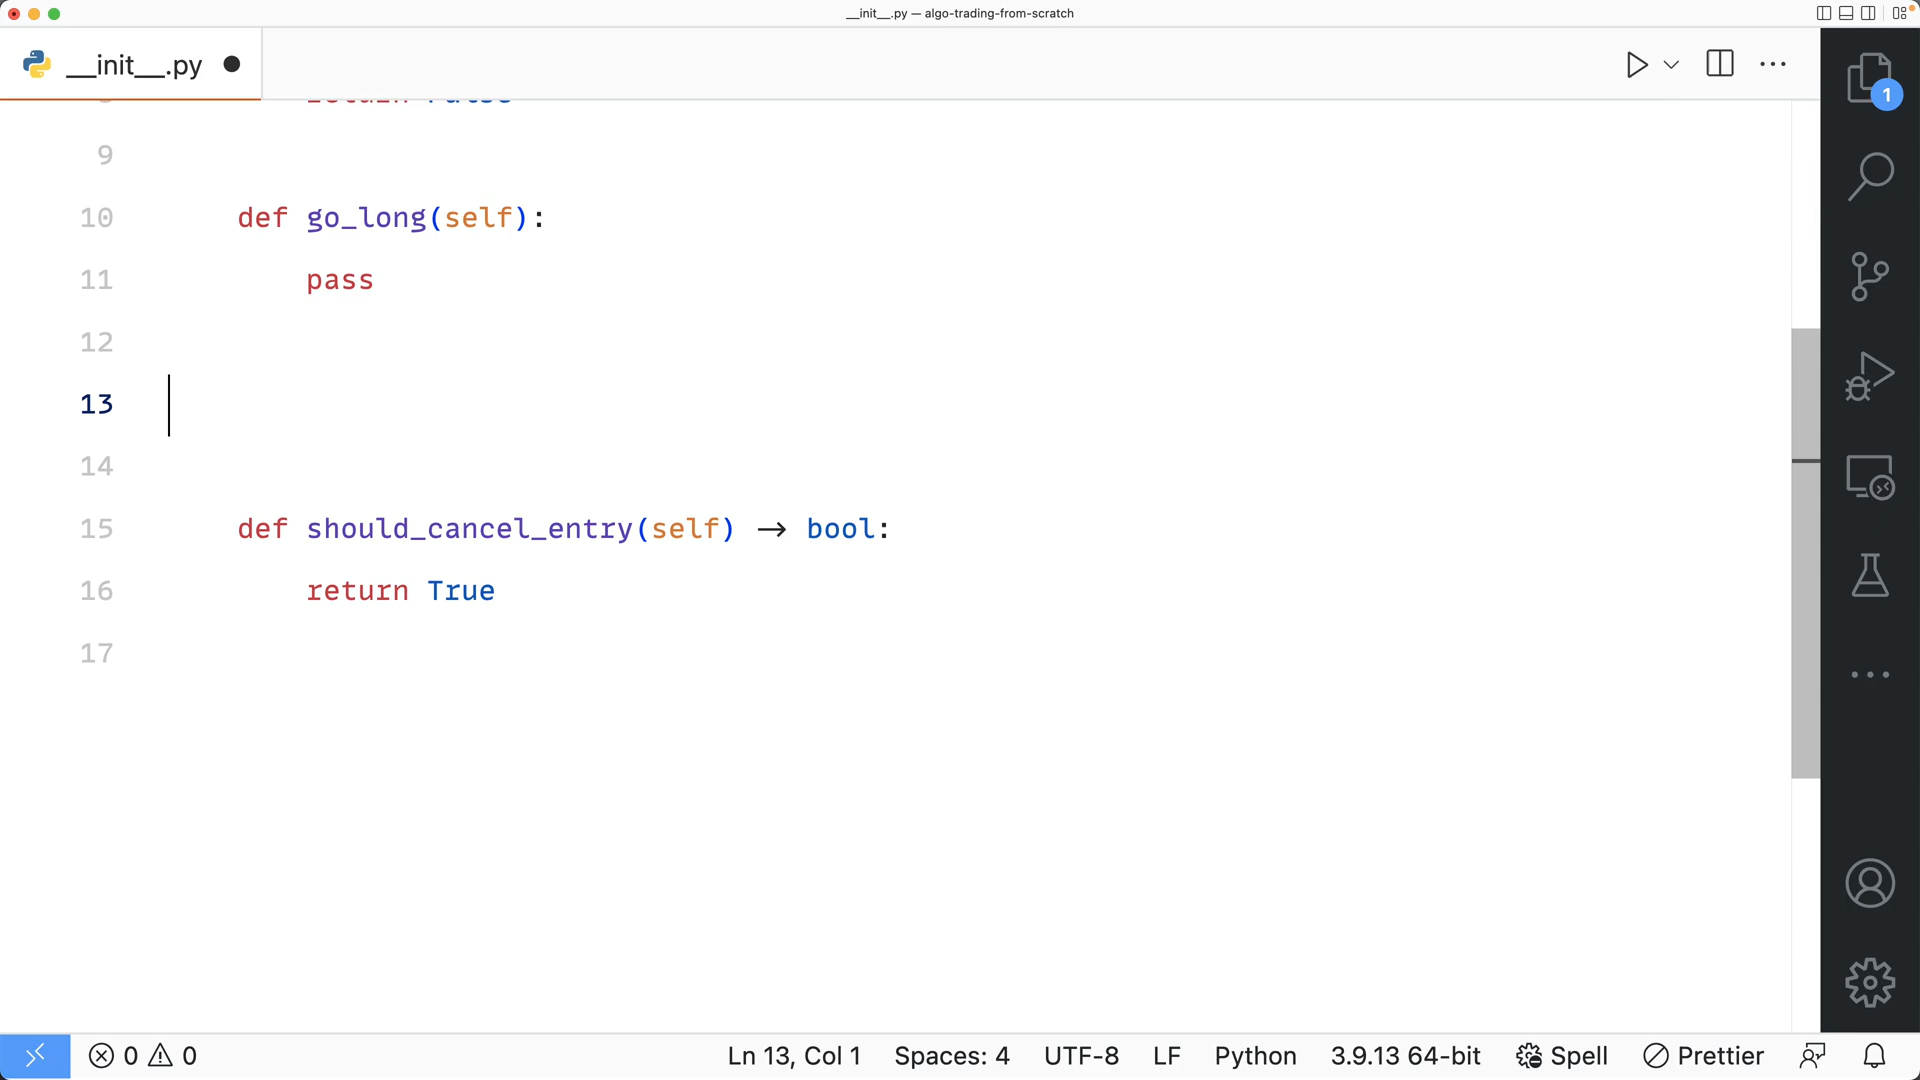 __init__.py — algo-trading-from-scratch
__init__.py
return False
9
10 def go_long(self):
11 pass
12
13
14
15 def should_cancel_entry(self) → bool:
16 return True
17
1
0 0 Ln 13, Col 1 Spaces: 4 UTF-8 LF Python 3.9.13 64-bit Spell Prettier